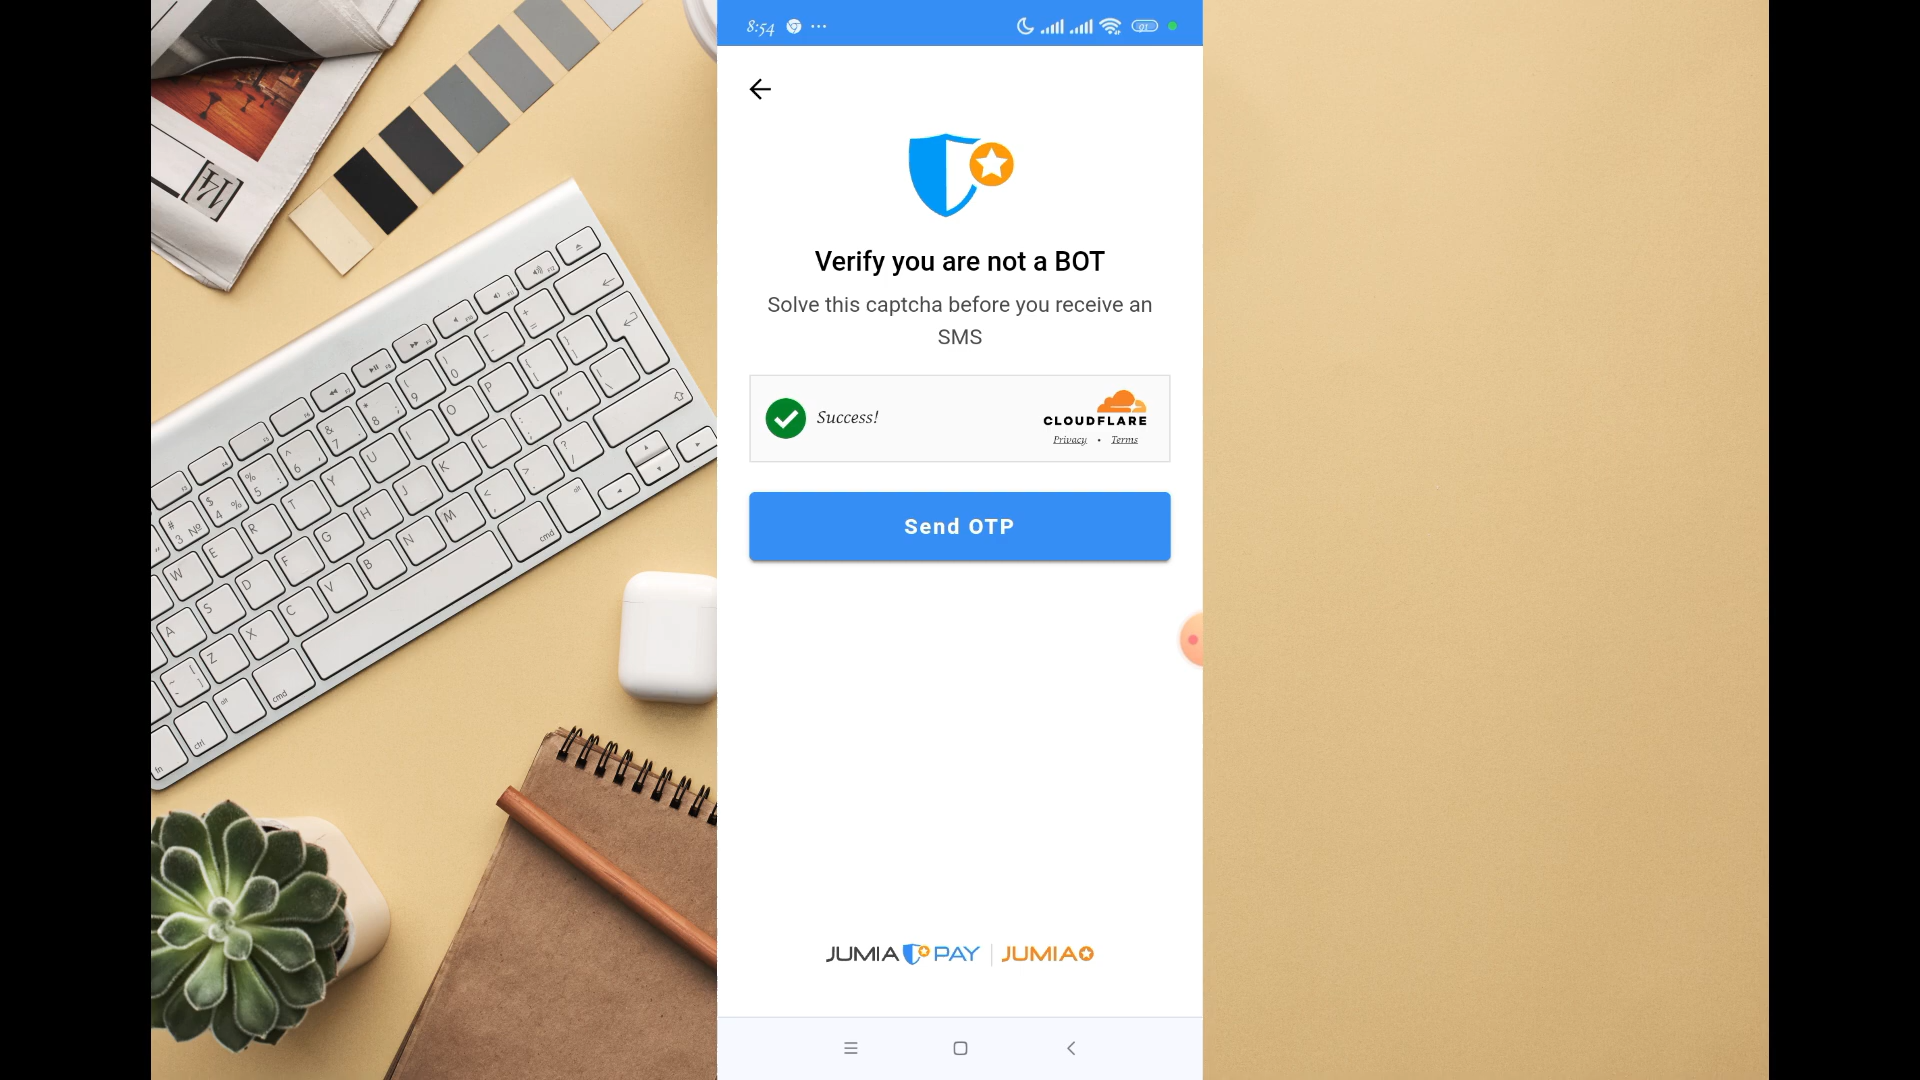 8:54
91
Verify you are not a BOT
Solve this captcha before you receive an
SMS
Success!
CLOUDFLARE
Privacy • Terms
Send OTP
JUMIA PAY | JUMIA